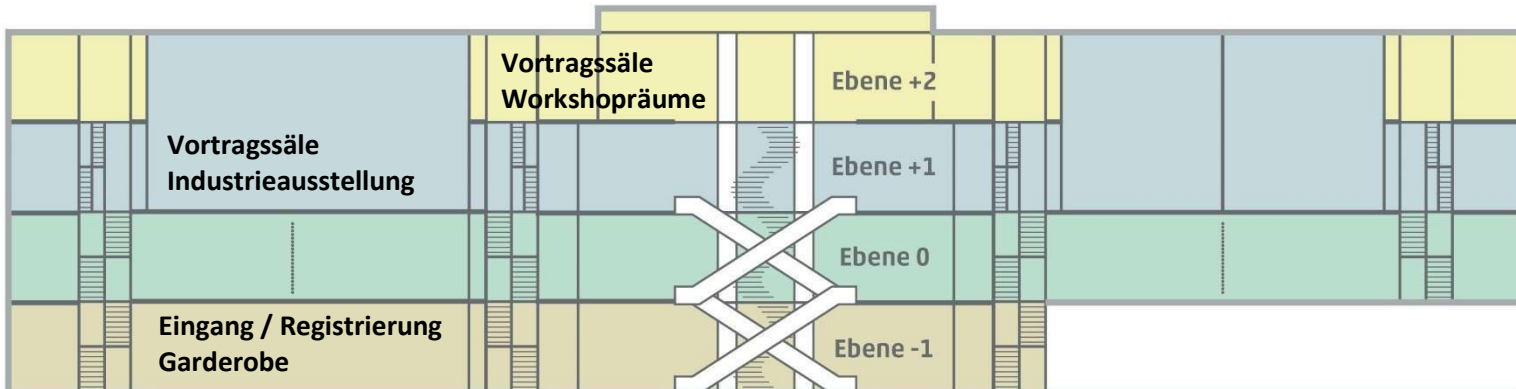 Vortragssäle
Workshopräume
Ebene +2
Vortragssäle
Industrieausstellung
Ebene +1
Ebene 0
Eingang / Registrierung
Garderobe
Ebene -1